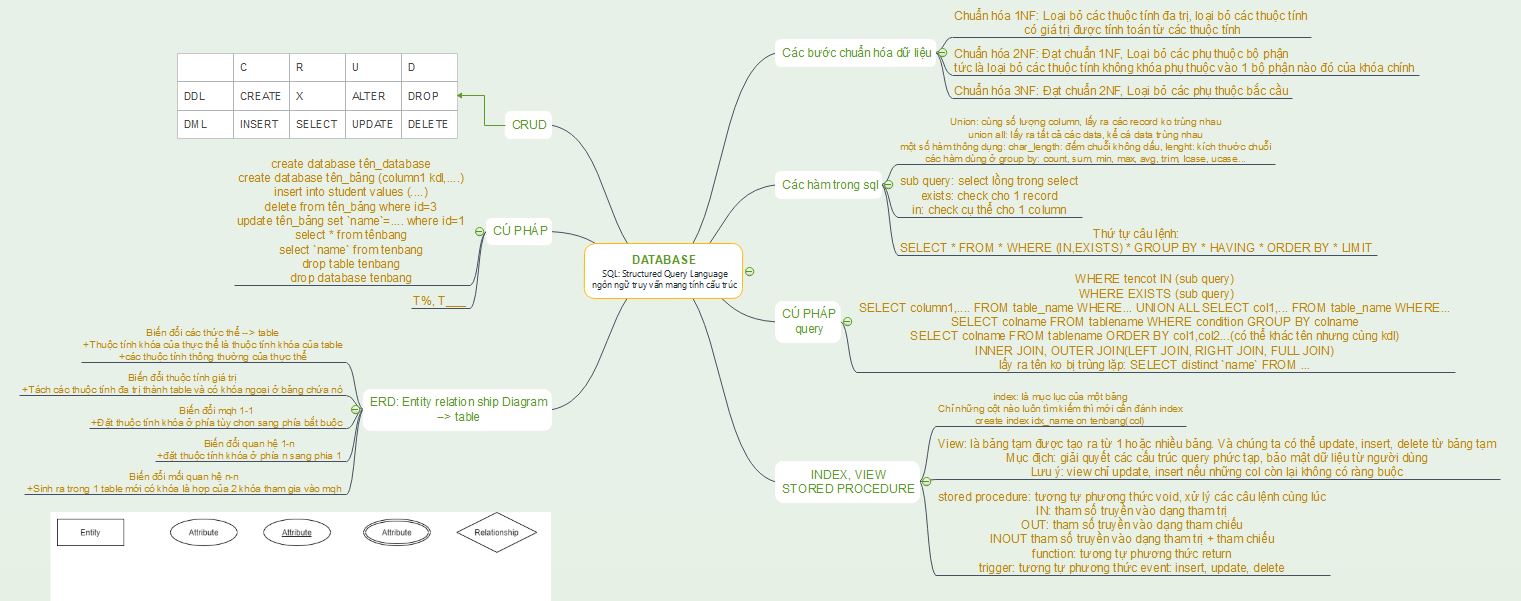 DATABASE
SQL: Structured Query Language
ngôn ngữ truy vấn mang tính cấu trúc
CRUD
C R U D
DDL CREATE X ALTER DROP
DML INSERT SELECT UPDATE DELETE
CÚ PHÁP
create database tên_database
create database tên_bảng (column1 kdl,....)
insert into student values (....)
delete from tên_bảng where id=3
update tên_bảng set `name`=.... where id=1
select * from tênbang
select `name` from tenbang
drop table tenbang
drop database tenbang
T%, T___
ERD: Entity relation ship Diagram
--> table
Biến đổi các thức thể --> table
+Thuộc tính khóa của thực thể là thuộc tính khóa của table
+các thuộc tính thông thường của thực thể
Biến đổi thuộc tính giá trị
+Tách các thuộc tính đa trị thành table và có khóa ngoại ở bảng chứa nó
Biến đổi mqh 1-1
+Đặt thuộc tính khóa ở phía tùy chọn sang phía bắt buộc
Biến đổi quan hệ 1-n
+đặt thuộc tính khóa ở phía n sang phía 1
Biến đổi mối quan hệ n-n
+Sinh ra trong 1 table mới có khóa là hợp của 2 khóa tham gia vào mqh
Entity
Attribute
Attribute
Attribute
Relationship
Các bước chuẩn hóa dữ liệu
Chuẩn hóa 1NF: Loại bỏ các thuộc tính đa trị, loại bỏ các thuộc tính
có giá trị được tính toán từ các thuộc tính
Chuẩn hóa 2NF: Đạt chuẩn 1NF, Loại bỏ các phụ thuộc bộ phận
tức là loại bỏ các thuộc tính không khóa phụ thuộc vào 1 bộ phận nào đó của khóa chính
Chuẩn hóa 3NF: Đạt chuẩn 2NF, Loại bỏ các phụ thuộc bắc cầu
Các hàm trong sql
Union: cùng số lượng column, lấy ra các record ko trùng nhau
union all: lấy ra tất cả các data, kể cả data trùng nhau
một số hàm thông dụng: char_length: đếm chuỗi không dấu, lenght: kích thước chuỗi
các hàm dùng ở group by: count, sum, min, max, avg, trim, lcase, ucase...
sub query: select lồng trong select
exists: check cho 1 record
in: check cụ thể cho 1 column
Thứ tự câu lệnh:
SELECT * FROM * WHERE (IN,EXISTS) * GROUP BY * HAVING * ORDER BY * LIMIT
CÚ PHÁP
query
WHERE tencot IN (sub query)
WHERE EXISTS (sub query)
SELECT column1,.... FROM table_name WHERE... UNION ALL SELECT col1,... FROM table_name WHERE...
SELECT colname FROM tablename WHERE condition GROUP BY colname
SELECT colname FROM tablename ORDER BY col1,col2...(có thể khác tên nhưng cùng kdl)
INNER JOIN, OUTER JOIN(LEFT JOIN, RIGHT JOIN, FULL JOIN)
lấy ra tên ko bị trùng lặp: SELECT distinct `name` FROM ...
INDEX, VIEW
STORED PROCEDURE
index: là mục lục của một bảng
Chỉ những cột nào luôn tìm kiếm thì mới cần đánh index
create index idx_name on tenbang(col)
View: là bảng tạm được tạo ra từ 1 hoặc nhiều bảng. Và chúng ta có thể update, insert, delete từ bảng tạm
Mục địch: giải quyết các cấu trúc query phức tạp, bảo mật dữ liệu từ người dùng
Lưu ý: view chỉ update, insert nếu những col còn lại không có ràng buộc
stored procedure: tương tự phương thức void, xử lý các câu lệnh cùng lúc
IN: tham số truyền vào dạng tham trị
OUT: tham số truyền vào dạng tham chiếu
INOUT tham số truyền vào dạng tham trị + tham chiếu
function: tương tự phương thức return
trigger: tương tự phương thức event: insert, update, delete